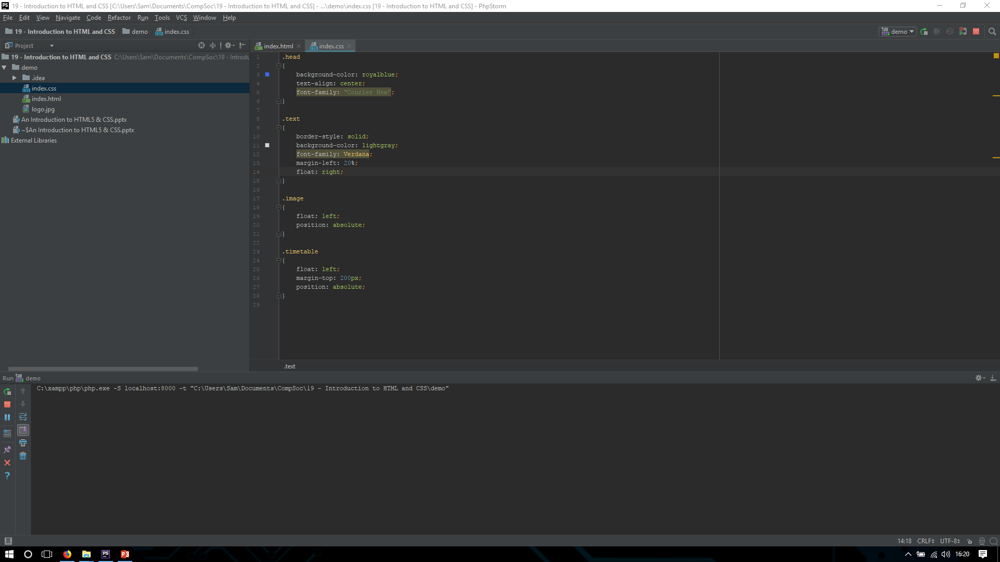 19 - Introduction to HTML and CSS [C:\Users\Sam\Documents\CompSoc\19 - Introduction to HTML and CSS] - ...\demo\index.css [19 - Introduction to HTML and CSS] - PhpStorm
File Edit View Navigate Code Refactor Run Tools VCS Window Help
19 - Introduction to HTML and CSS demo index.css demo
Project
index.html index.css
19 - Introduction to HTML and CSS C:\Users\Sam\Documents\CompSoc\19 - Introdu
demo
.idea
index.css
index.html
logo.jpg
An Introduction to HTML5 & CSS.pptx
~$An Introduction to HTML5 & CSS.pptx
External Libraries
1 .head
2 {
3 background-color: royalblue;
4 text-align: center;
5 font-family: "Courier New";
6 }
7
8 .text
9 {
10 border-style: solid;
11 background-color: lightgray;
12 font-family: Verdana;
13 margin-left: 20%;
14 float: right;
15 }
16
17 .image
18 {
19 float: left;
20 position: absolute;
21 }
22
23 .timetable
24 {
25 float: left;
26 margin-top: 200px;
27 position: absolute;
28 }
29
.text
Run demo
C:\xampp\php\php.exe -S localhost:8000 -t "C:\Users\Sam\Documents\CompSoc\19 - Introduction to HTML and CSS\demo"
14:18 CRLF UTF-8
16:20